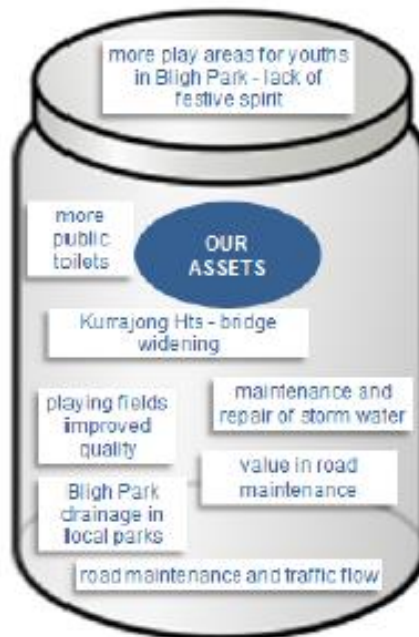 more play areas for youths
in Bligh Park - lack of
festive spirit
more
public
toilets
OUR
ASSETS
Kurrajong Hts - bridge
widening
playing fields
improved
quality
maintenance and
repair of storm water
value in road
maintenance
Bligh Park
drainage in
local parks
road maintenance and traffic flow